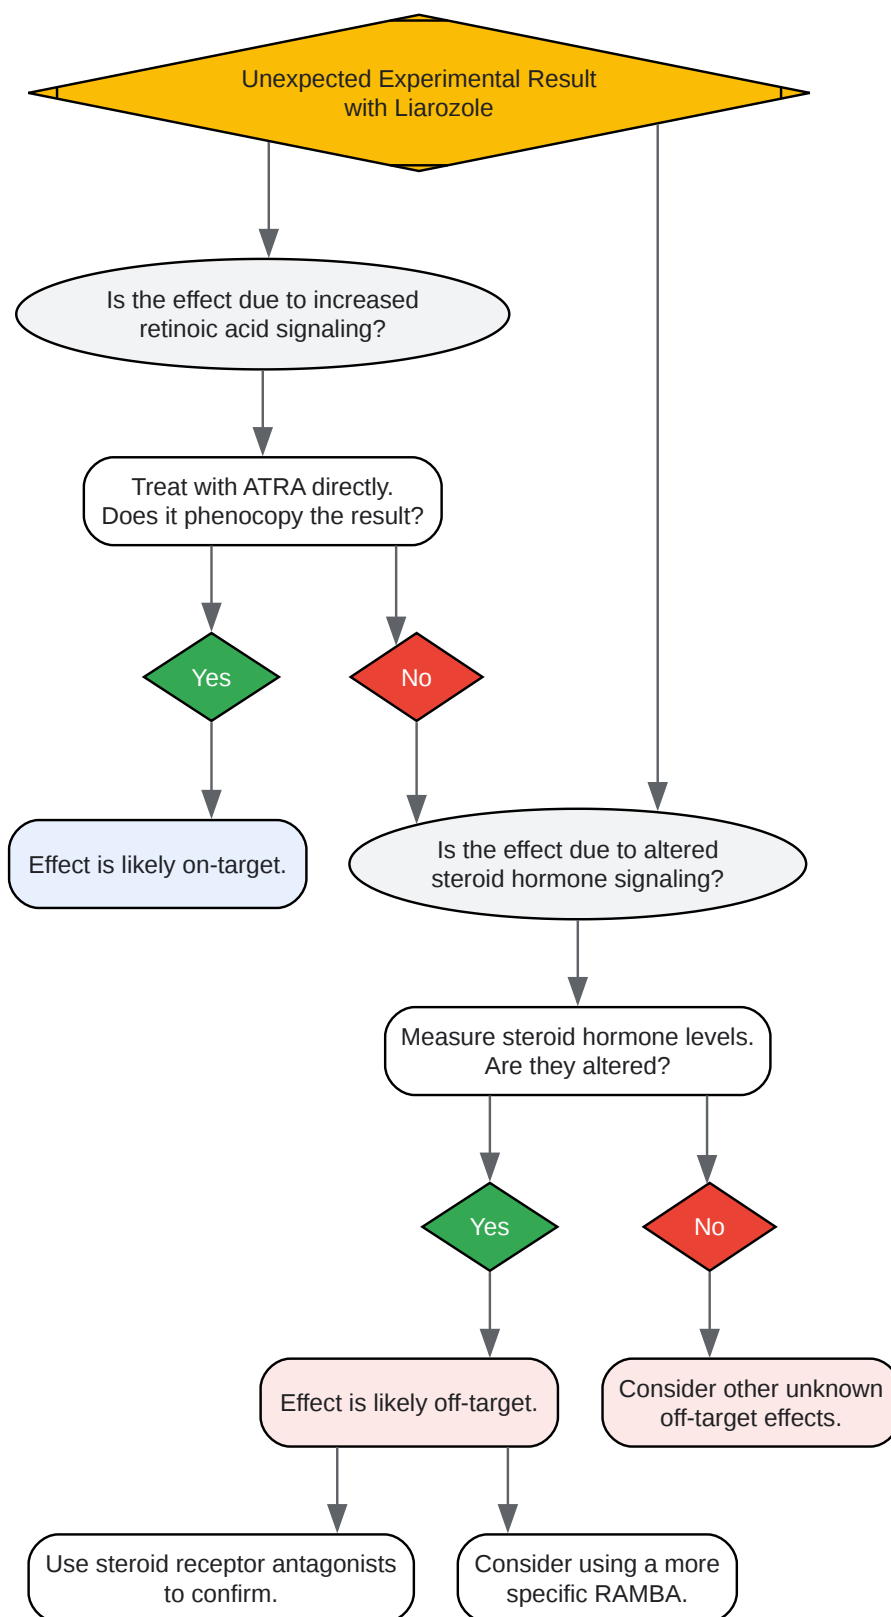 Unexpected Experimental Result
with Liarozole
Is the effect due to increased
retinoic acid signaling?
Treat with ATRA directly.
Does it phenocopy the result?
Yes
No
Effect is likely on-target.
Is the effect due to altered
steroid hormone signaling?
Measure steroid hormone levels.
Are they altered?
Yes
No
Effect is likely off-target.
Consider other unknown
off-target effects.
Use steroid receptor antagonists
to confirm.
Consider using a more
specific RAMBA.